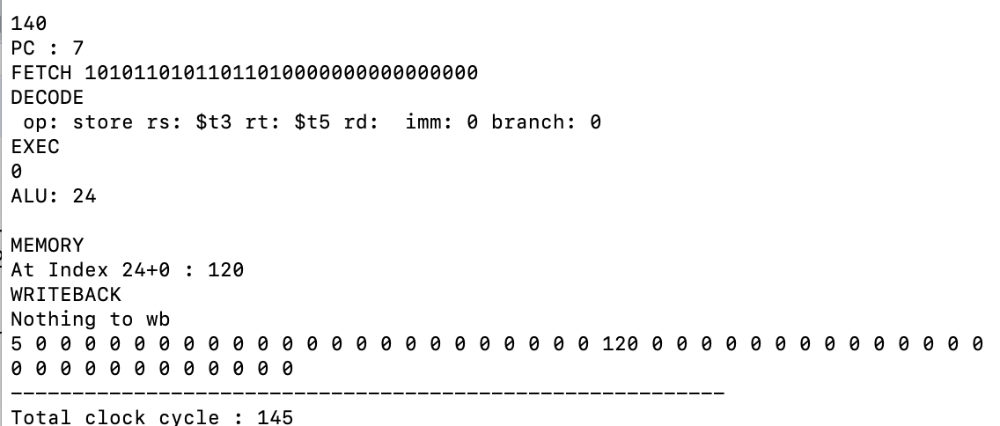 140
PC : 7
FETCH 10101101011011010000000000000000
DECODE
op: store rs: $t3 rt: $t5 rd:  imm: 0 branch: 0
EXEC
0
ALU: 24
MEMORY
At Index 24+0 : 120
WRITEBACK
Nothing to wb
5 0 0 0 0 0 0 0 0 0 0 0 0 0 0 0 0 0 0 0 0 0 0 0 120 0 0 0 0 0 0 0 0 0 0 0 0 0 0
0 0 0 0 0 0 0 0 0 0 0 0
----------------------------------------------------------
Total clock cycle : 145